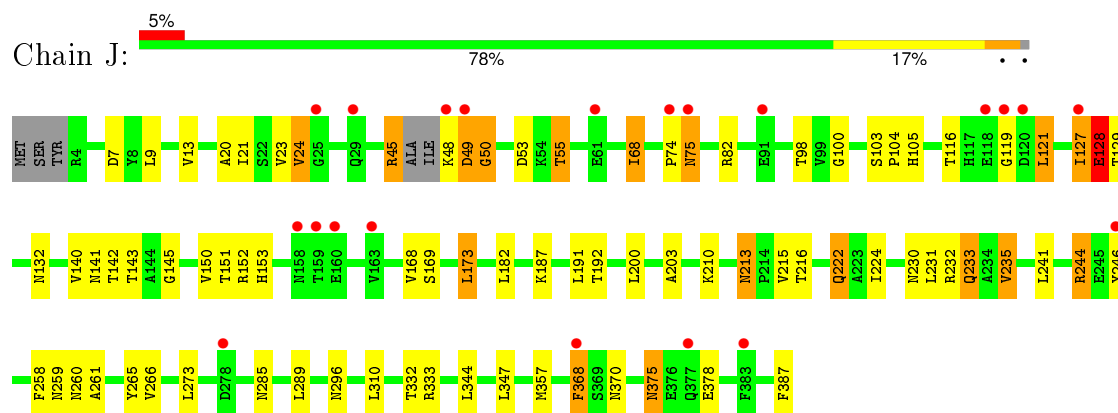 5%
Chain J:
78% 17% • •
MET SER TYR R4 D7 Y8 L9 V13 A20 I21 S22 V23 V24 G25 Q29 R45 ALA ILE K48 D49 G50 D53 K54 T55 E61 I68 P74 N75 R82 E91 T98 V99 G100 S103 P104 H105 T116 H117 E118 G119 D120 L121 I127 E128 T129
N132 V140 N141 T142 T143 A144 G145 V150 T151 R152 H153 N158 T159 E160 V163 V168 S169 L173 L182 K187 L191 T192 L200 A203 K210 N213 P214 V215 T216 Q222 A223 I224 N230 L231 R232 Q233 A234 V235 L241 R244 E245 Y246
F258 N259 N260 A261 Y265 V266 L273 D278 N285 L289 N296 L310 T332 R333 L344 L347 M357 F368 S369 N370 N375 E376 Q377 E378 F383 F387